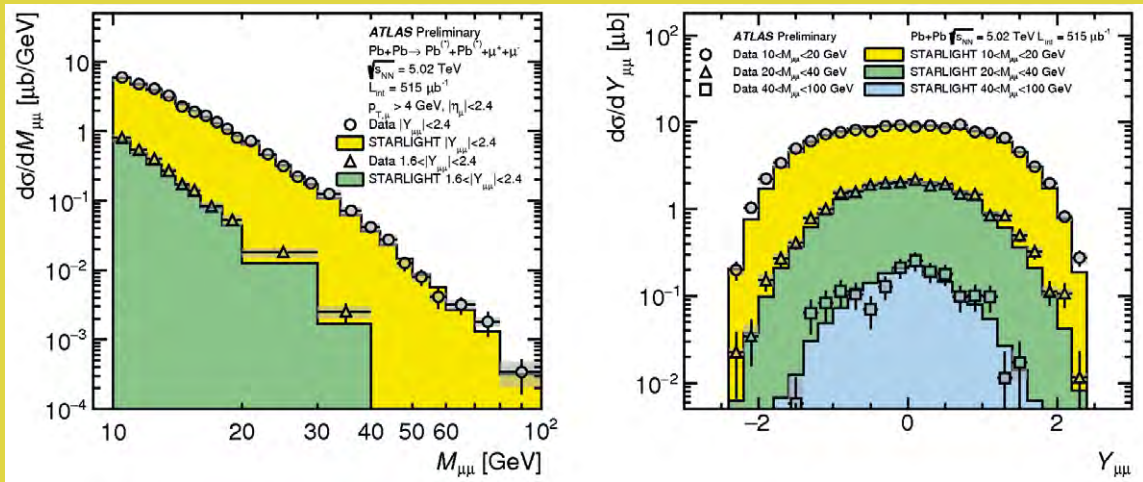 ATLAS Preliminary
Pb+Pb→ Pb(*)+Pb(*)+μ++μ-
√sNN = 5.02 TeV
Lint = 515 μb-1
pT,μ > 4 GeV, |ημ|<2.4
Data |Yμμ|<2.4
STARLIGHT |Yμμ|<2.4
Data 1.6<|Yμμ|<2.4
STARLIGHT 1.6<|Yμμ|<2.4
dσ/dMμμ [μb/GeV]
10
1
10-1
10-2
10-3
10-4
10 20 30 40 50 60 102
Mμμ [GeV]
ATLAS Preliminary Pb+Pb √sNN = 5.02 TeV Lint = 515 μb-1
Data 10<Mμμ<20 GeV STARLIGHT 10<Mμμ<20 GeV
Data 20<Mμμ<40 GeV STARLIGHT 20<Mμμ<40 GeV
Data 40<Mμμ<100 GeV STARLIGHT 40<Mμμ<100 GeV
dσ/dYμμ [μb]
102
10
1
10-1
10-2
−2 0 2
Yμμ